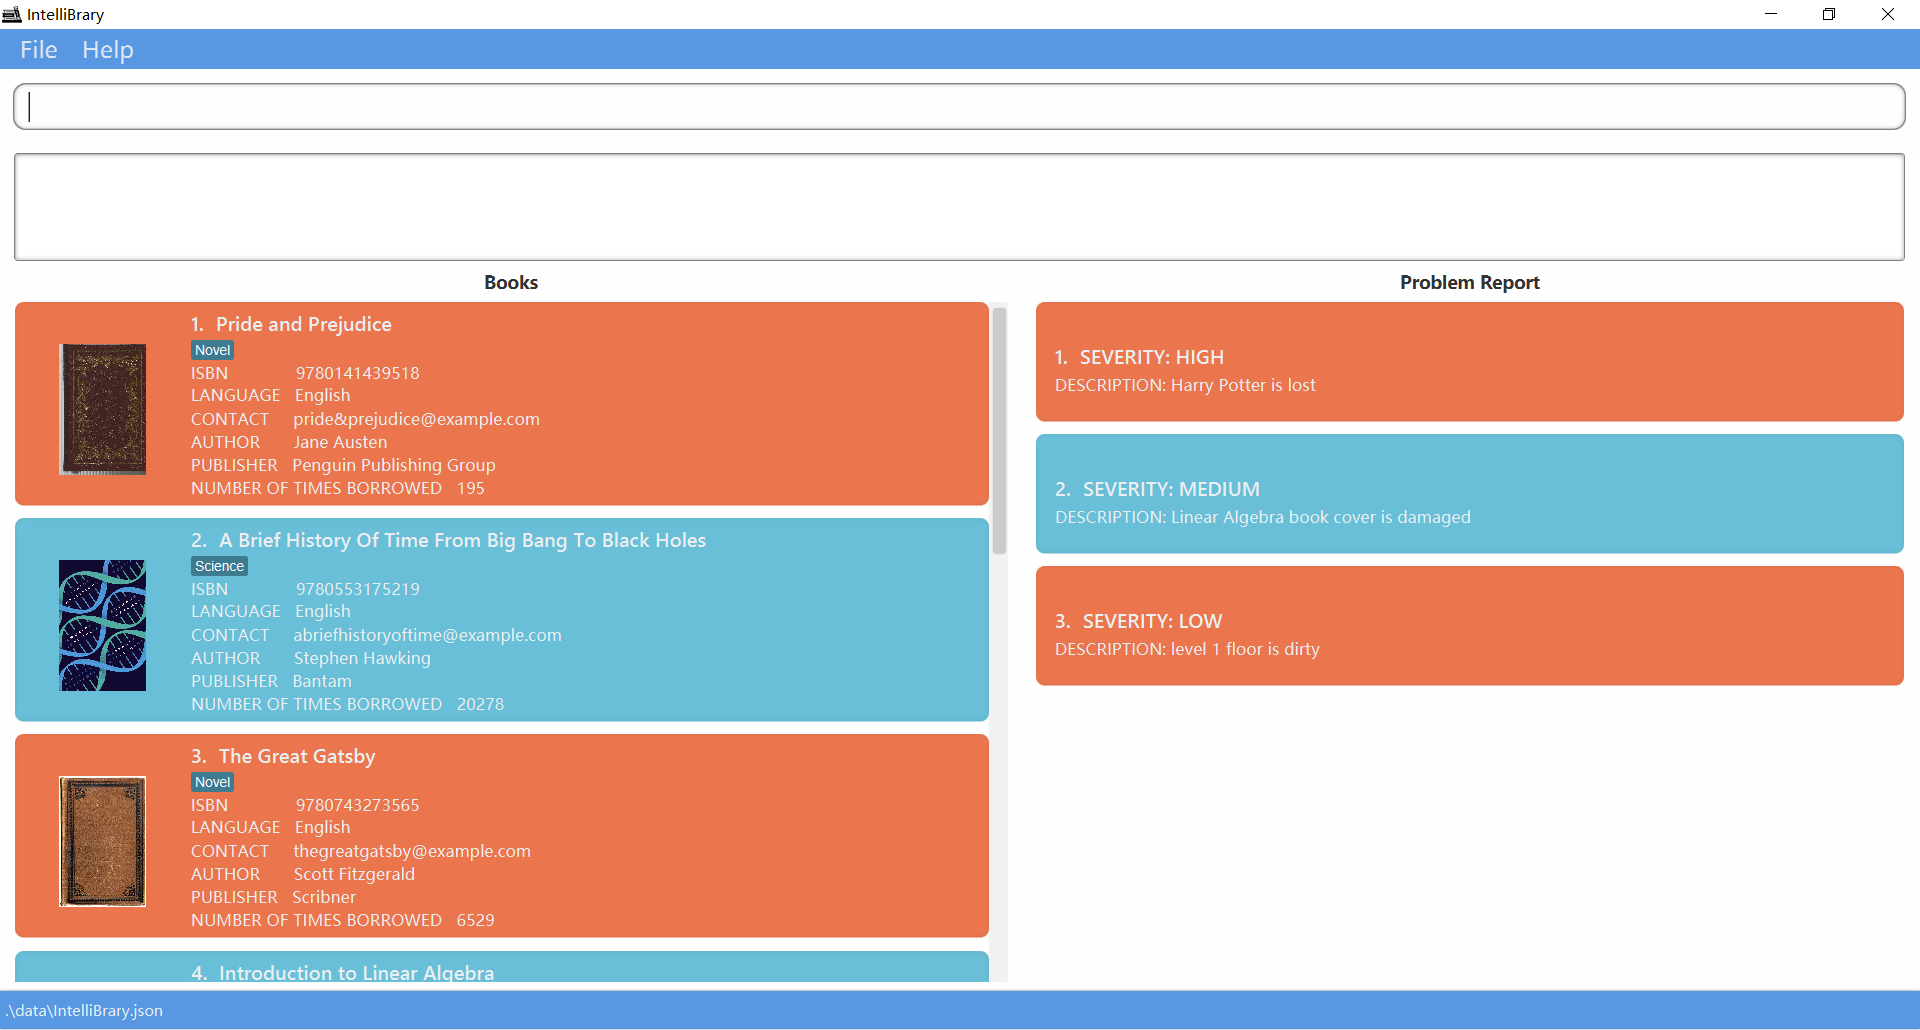 IntelliBrary
File Help
Books
1. Pride and Prejudice
Novel
ISBN 9780141439518
LANGUAGE English
CONTACT pride&prejudice@example.com
AUTHOR Jane Austen
PUBLISHER Penguin Publishing Group
NUMBER OF TIMES BORROWED 195
2. A Brief History Of Time From Big Bang To Black Holes
Science
ISBN 9780553175219
LANGUAGE English
CONTACT abriefhistoryoftime@example.com
AUTHOR Stephen Hawking
PUBLISHER Bantam
NUMBER OF TIMES BORROWED 20278
3. The Great Gatsby
Novel
ISBN 9780743273565
LANGUAGE English
CONTACT thegreatgatsby@example.com
AUTHOR Scott Fitzgerald
PUBLISHER Scribner
NUMBER OF TIMES BORROWED 6529
4. Introduction to Linear Algebra
Problem Report
1. SEVERITY: HIGH
DESCRIPTION: Harry Potter is lost
2. SEVERITY: MEDIUM
DESCRIPTION: Linear Algebra book cover is damaged
3. SEVERITY: LOW
DESCRIPTION: level 1 floor is dirty
.\data\IntelliBrary.json